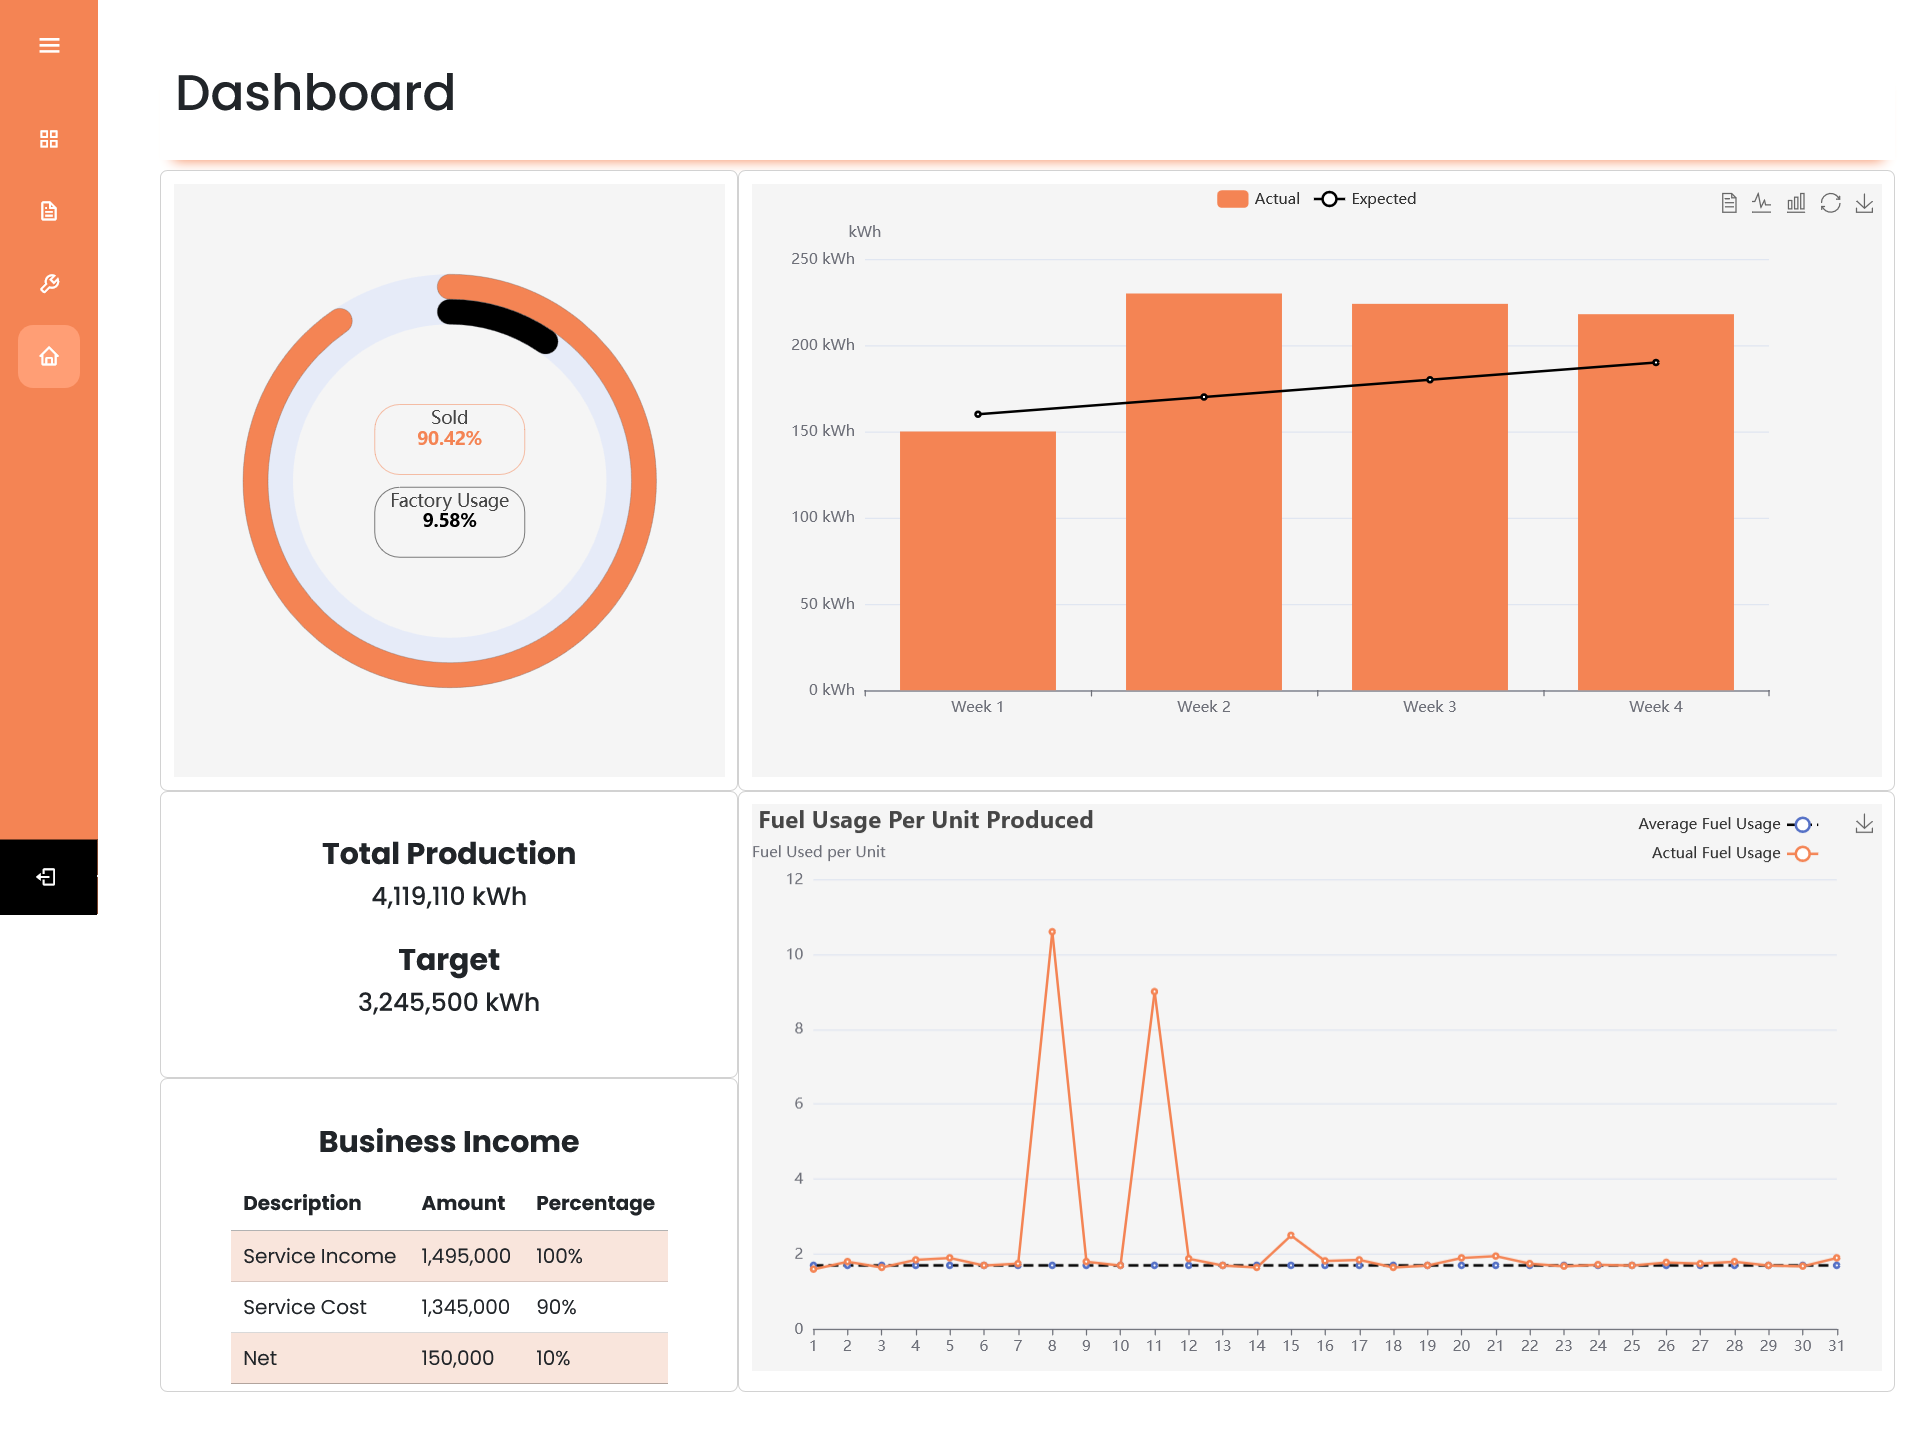 Dashboard
Sold
90.42%
Factory Usage
9.58%
Actual Expected
kWh
250 kWh
200 kWh
150 kWh
100 kWh
50 kWh
0 kWh
Week 1 Week 2 Week 3 Week 4
Total Production
4,119,110 kWh
Target
3,245,500 kWh
Business Income
Description Amount Percentage
Service Income 1,495,000 100%
Service Cost 1,345,000 90%
Net 150,000 10%
Fuel Usage Per Unit Produced
Average Fuel Usage
Actual Fuel Usage
Fuel Used per Unit
12
10
8
6
4
2
0
1 2 3 4 5 6 7 8 9 10 11 12 13 14 15 16 17 18 19 20 21 22 23 24 25 26 27 28 29 30 31